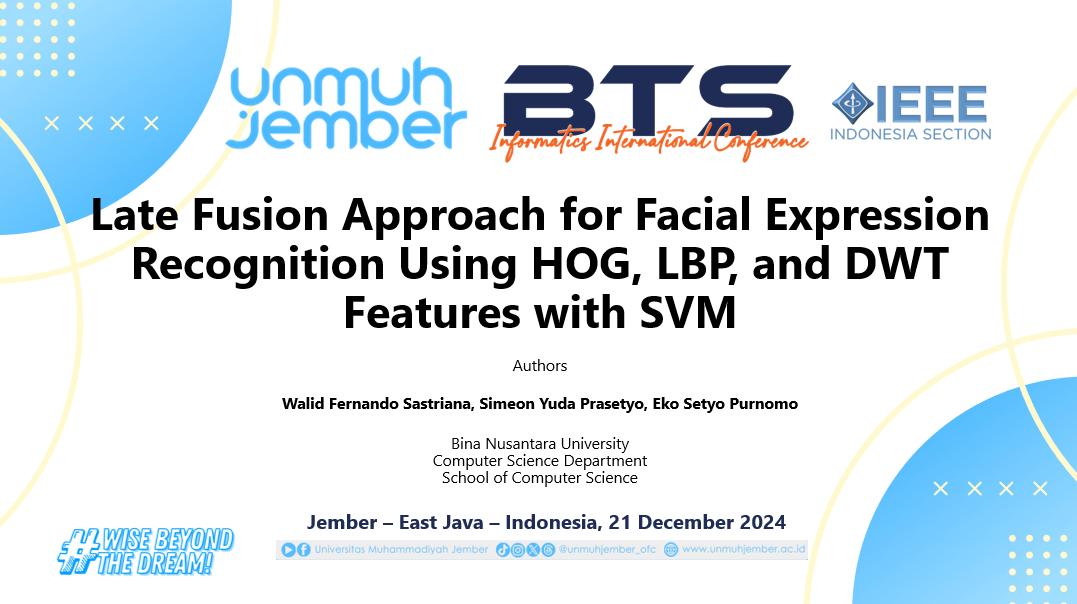 unmuh
jember
BTS
Informatics International Conference
IEEE
INDONESIA SECTION
Late Fusion Approach for Facial Expression
Recognition Using HOG, LBP, and DWT
Features with SVM
Authors
Walid Fernando Sastriana, Simeon Yuda Prasetyo, Eko Setyo Purnomo
Bina Nusantara University
Computer Science Department
School of Computer Science
Jember – East Java – Indonesia, 21 December 2024
#WISE BEYOND
THE DREAM!
Universitas Muhammadiyah Jember @unmuhjember_ofc www.unmuhjember.ac.id